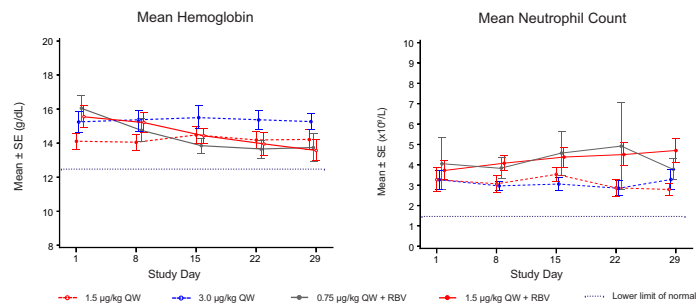 Mean Hemoglobin
Mean ± SE (g/dL)
20
18
16
14
12
10
8
1
8
15
22
29
Study Day
Mean Neutrophil Count
Mean ± SE (x10⁹/L)
10
9
8
7
6
5
4
3
2
1
0
1
8
15
22
29
Study Day
1.5 µg/kg QW
3.0 µg/kg QW
0.75 µg/kg QW + RBV
1.5 µg/kg QW + RBV
Lower limit of normal